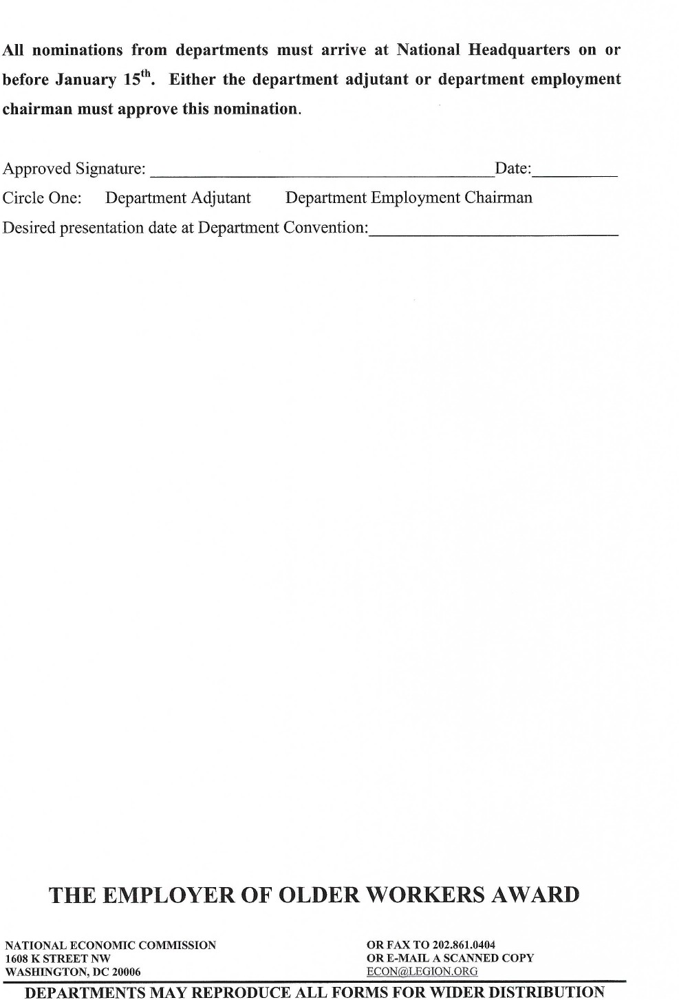 All nominations from departments must arrive at National Headquarters on or
before January 15th. Either the department adjutant or department employment
chairman must approve this nomination.
Approved Signature: ________________________________________Date:__________
Circle One: Department Adjutant Department Employment Chairman
Desired presentation date at Department Convention:_____________________________
THE EMPLOYER OF OLDER WORKERS AWARD
NATIONAL ECONOMIC COMMISSION
1608 K STREET NW
WASHINGTON, DC 20006
OR FAX TO 202.861.0404
OR E-MAIL A SCANNED COPY
ECON@LEGION.ORG
DEPARTMENTS MAY REPRODUCE ALL FORMS FOR WIDER DISTRIBUTION